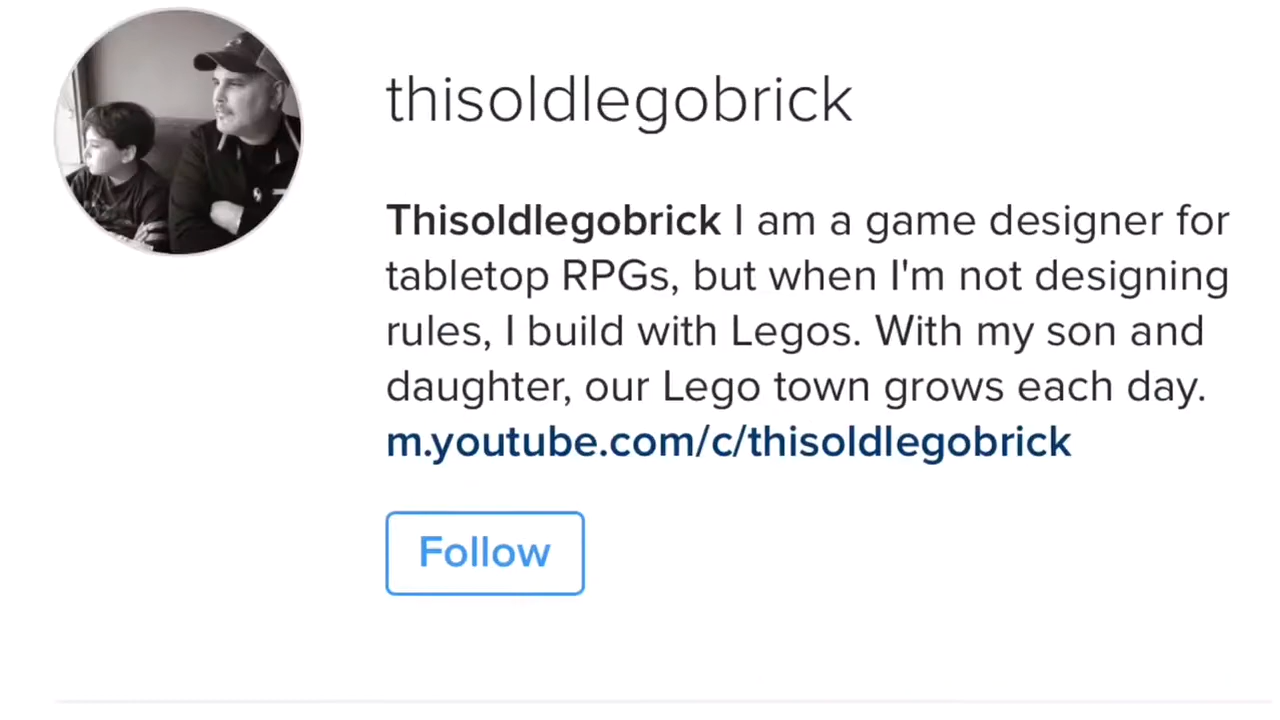 thisoldlegobrick
Thisoldlegobrick I am a game designer for
tabletop RPGs, but when I'm not designing
rules, I build with Legos. With my son and
daughter, our Lego town grows each day.
m.youtube.com/c/thisoldlegobrick
Follow